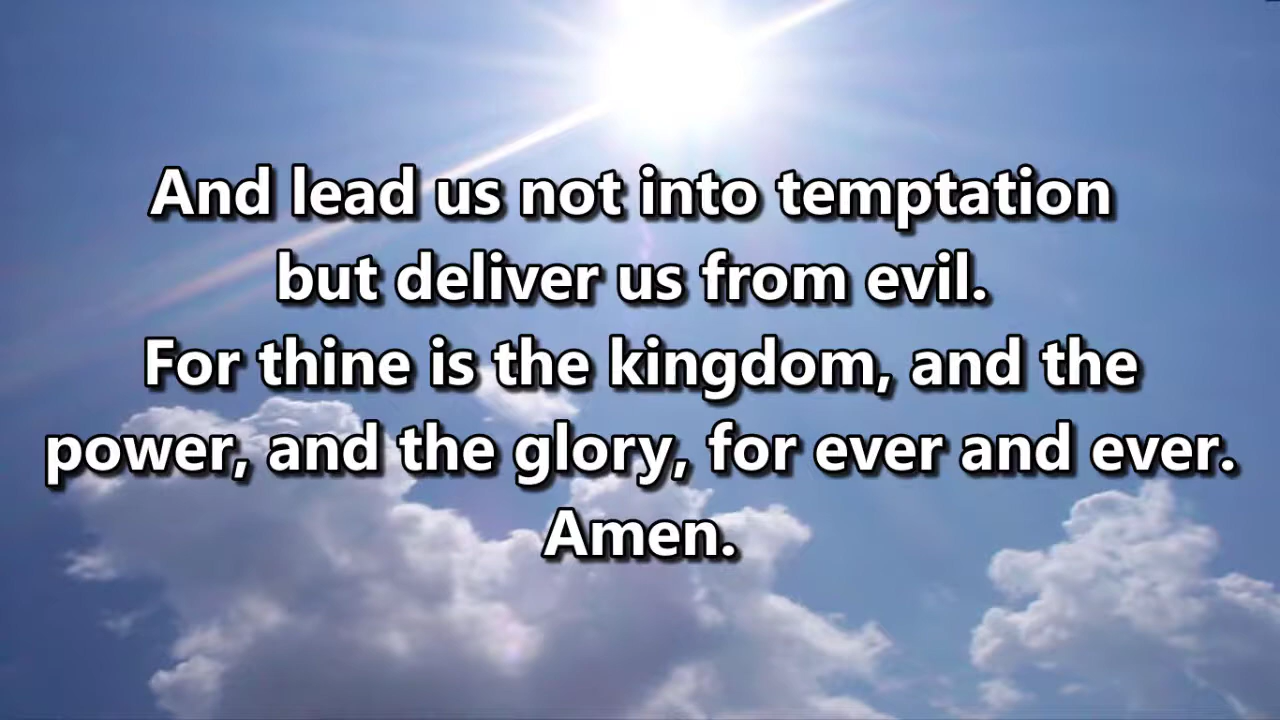 And lead us not into temptation
but deliver us from evil.
For thine is the kingdom, and the
power, and the glory, for ever and ever.
Amen.